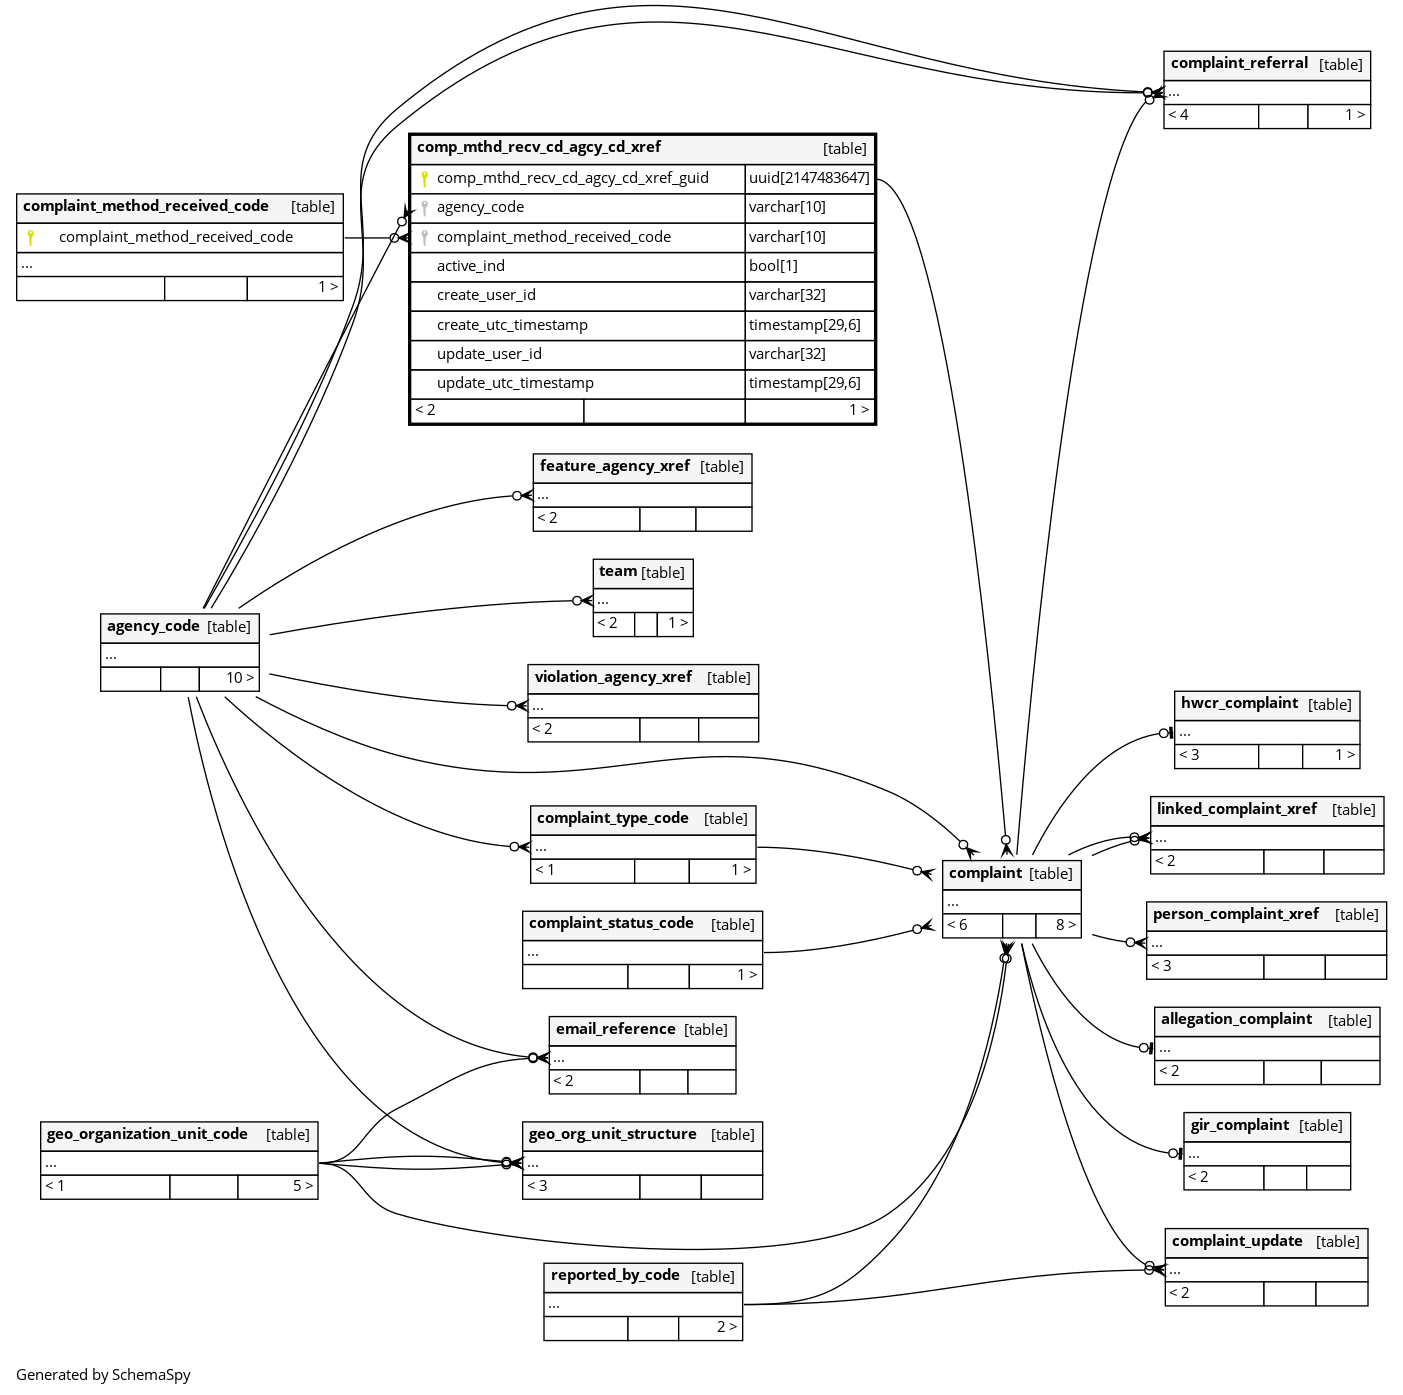 complaint_referral [table]
...
< 4 1 >
comp_mthd_recv_cd_agcy_cd_xref [table]
comp_mthd_recv_cd_agcy_cd_xref_guid uuid[2147483647]
agency_code varchar[10]
complaint_method_received_code varchar[10]
active_ind bool[1]
create_user_id varchar[32]
create_utc_timestamp timestamp[29,6]
update_user_id varchar[32]
update_utc_timestamp timestamp[29,6]
< 2 1 >
complaint_method_received_code [table]
complaint_method_received_code
...
1 >
feature_agency_xref [table]
...
< 2
team [table]
...
< 2 1 >
agency_code [table]
...
10 >
violation_agency_xref [table]
...
< 2
hwcr_complaint [table]
...
< 3 1 >
linked_complaint_xref [table]
...
< 2
complaint_type_code [table]
...
< 1 1 >
complaint [table]
...
< 6 8 >
person_complaint_xref [table]
...
< 3
complaint_status_code [table]
...
1 >
allegation_complaint [table]
...
< 2
email_reference [table]
...
< 2
gir_complaint [table]
...
< 2
geo_organization_unit_code [table]
...
< 1 5 >
geo_org_unit_structure [table]
...
< 3
complaint_update [table]
...
< 2
reported_by_code [table]
...
2 >
Generated by SchemaSpy